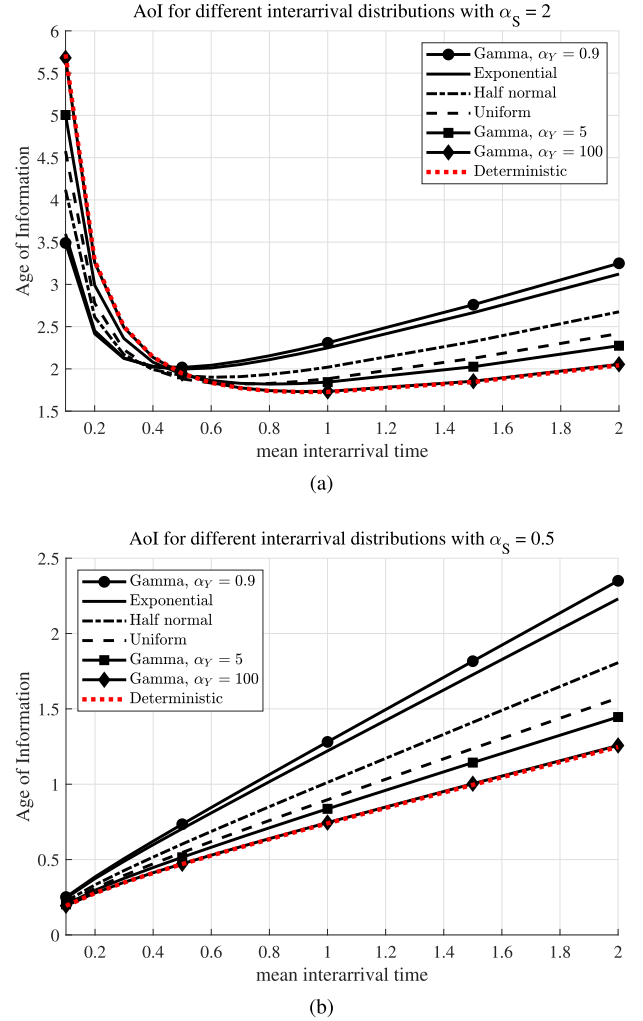 AoI for different interarrival distributions with α_S = 2
6
5.5
5
4.5
4
3.5
3
2.5
2
1.5
Age of Information
Gamma, α_Y = 0.9
Exponential
Half normal
Uniform
Gamma, α_Y = 5
Gamma, α_Y = 100
Deterministic
0.2 0.4 0.6 0.8 1 1.2 1.4 1.6 1.8 2
mean interarrival time
(a)
AoI for different interarrival distributions with α_S = 0.5
2.5
2
1.5
1
0.5
0
Age of Information
Gamma, α_Y = 0.9
Exponential
Half normal
Uniform
Gamma, α_Y = 5
Gamma, α_Y = 100
Deterministic
0.2 0.4 0.6 0.8 1 1.2 1.4 1.6 1.8 2
mean interarrival time
(b)